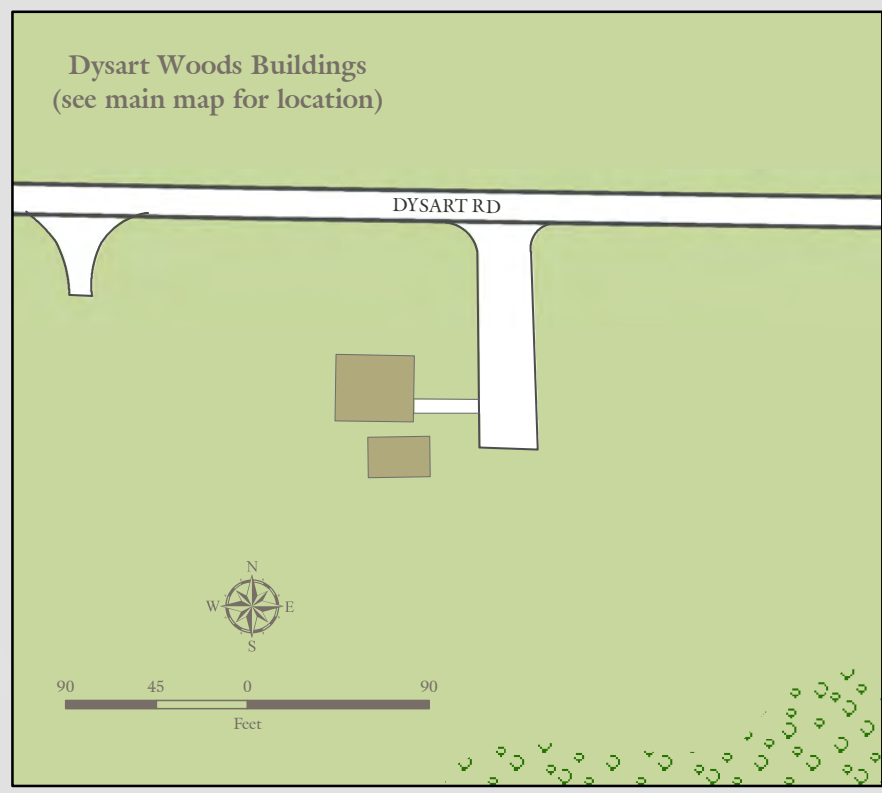 Dysart Woods Buildings
(see main map for location)
DYSART RD
N
W E
S
90 45 0 90
Feet